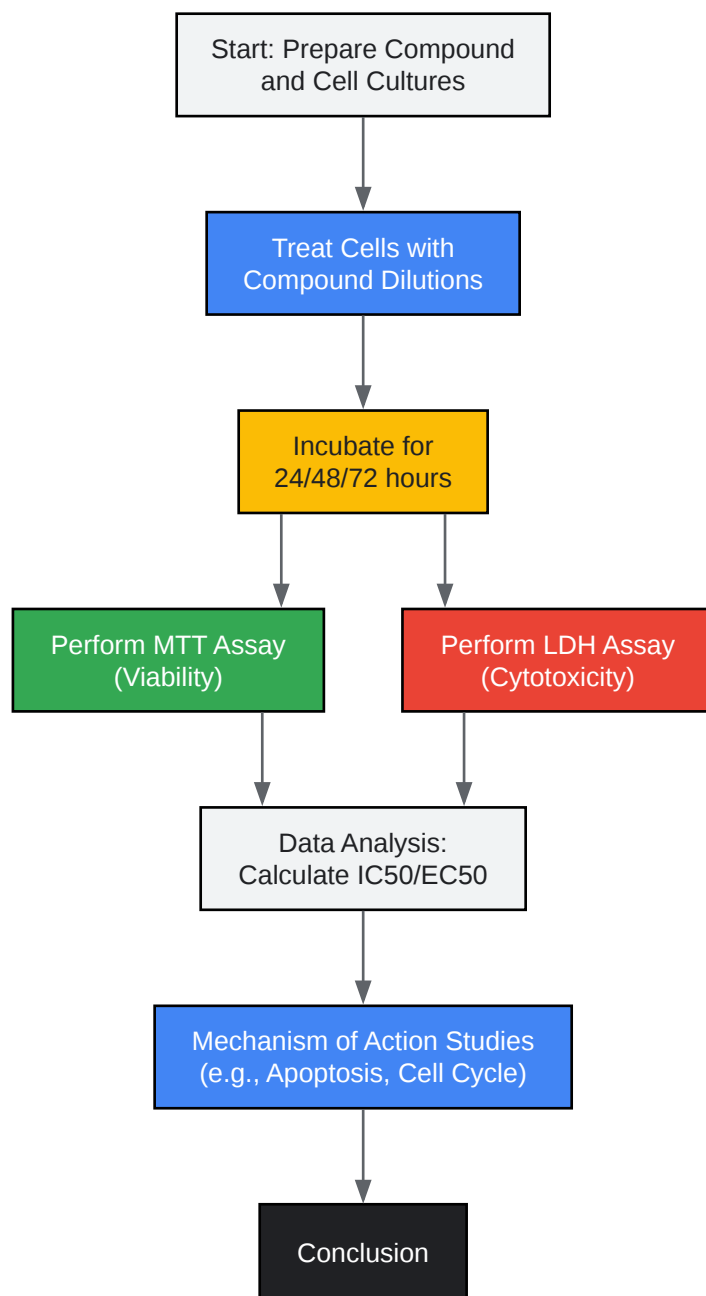 Start: Prepare Compound
and Cell Cultures
Treat Cells with
Compound Dilutions
Incubate for
24/48/72 hours
Perform MTT Assay
(Viability)
Perform LDH Assay
(Cytotoxicity)
Data Analysis:
Calculate IC50/EC50
Mechanism of Action Studies
(e.g., Apoptosis, Cell Cycle)
Conclusion